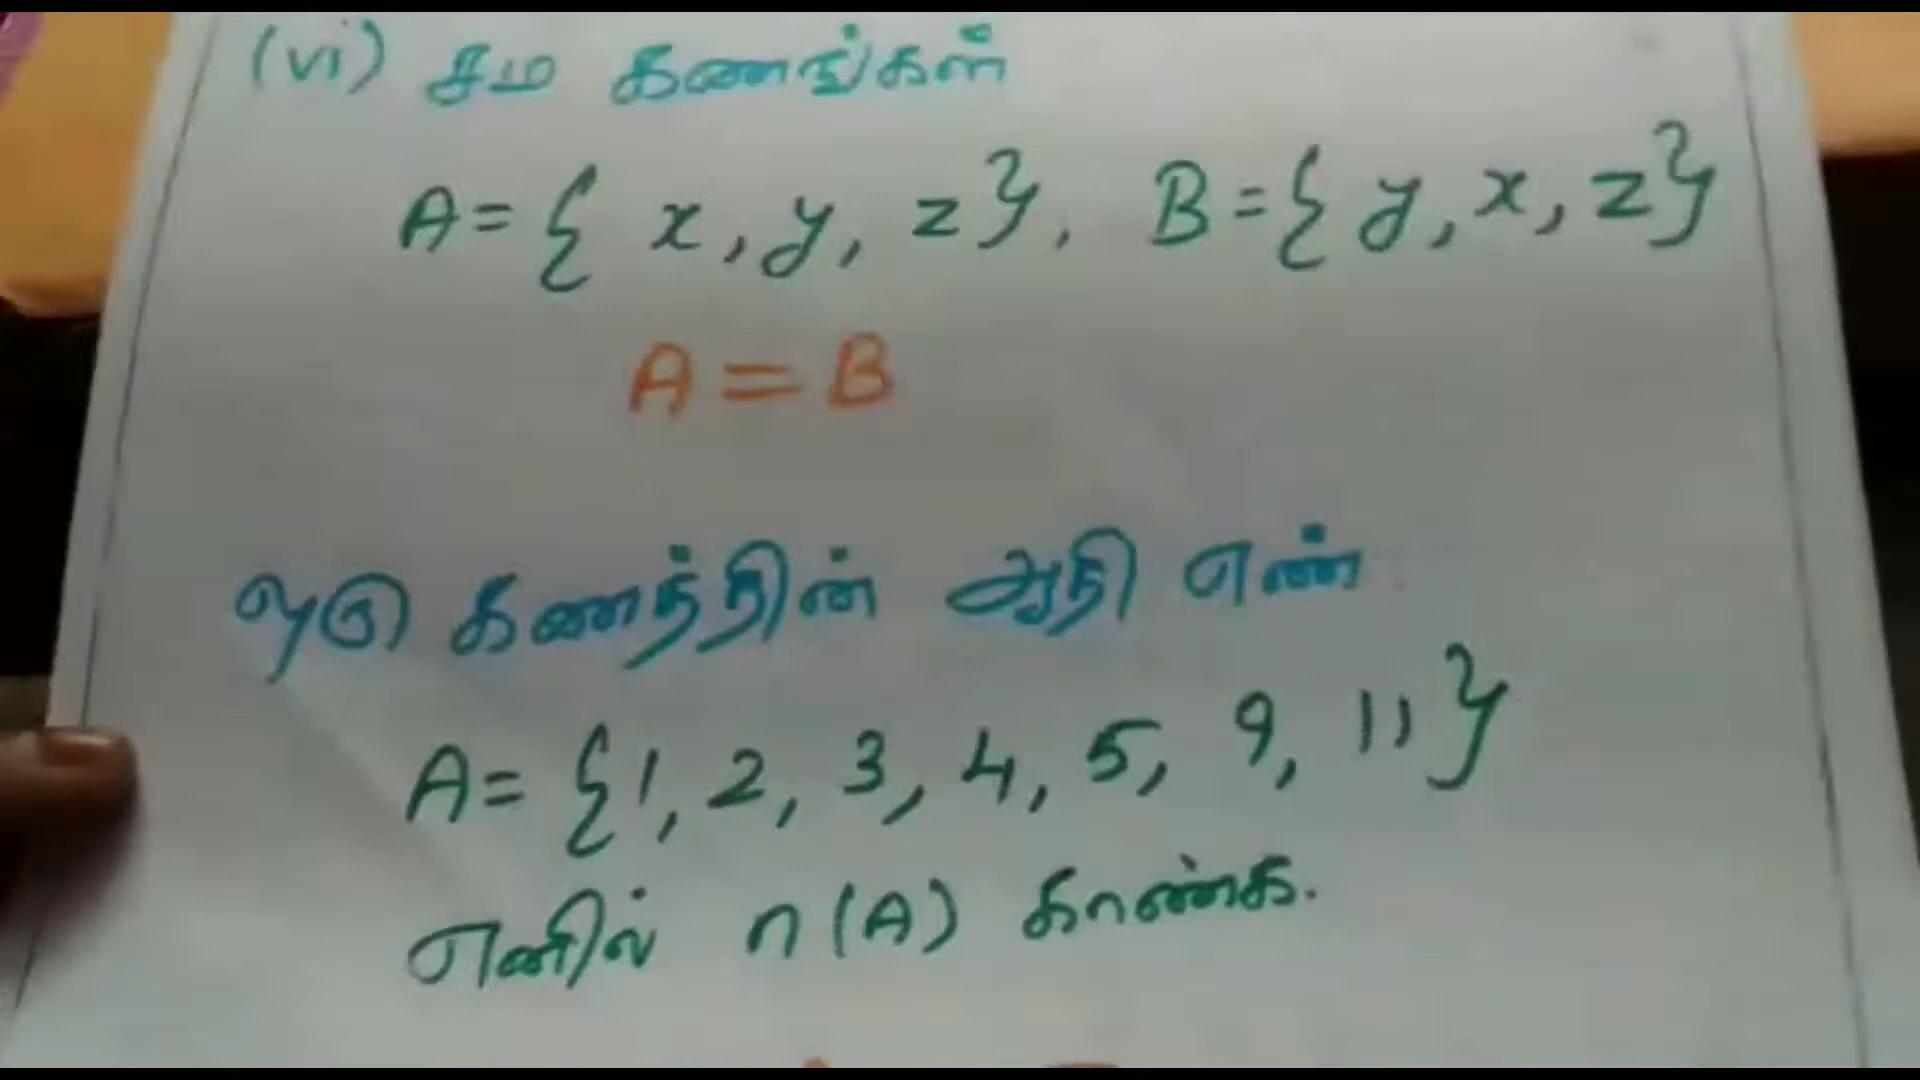 (vi) சம கணங்கள்
A = { x, y, z }, B = { y, x, z }
A = B
ஒரு கணத்தின் ஆதி எண்
A = { 1, 2, 3, 4, 5, 9, 11 }
எனில் n (A) காண்க.